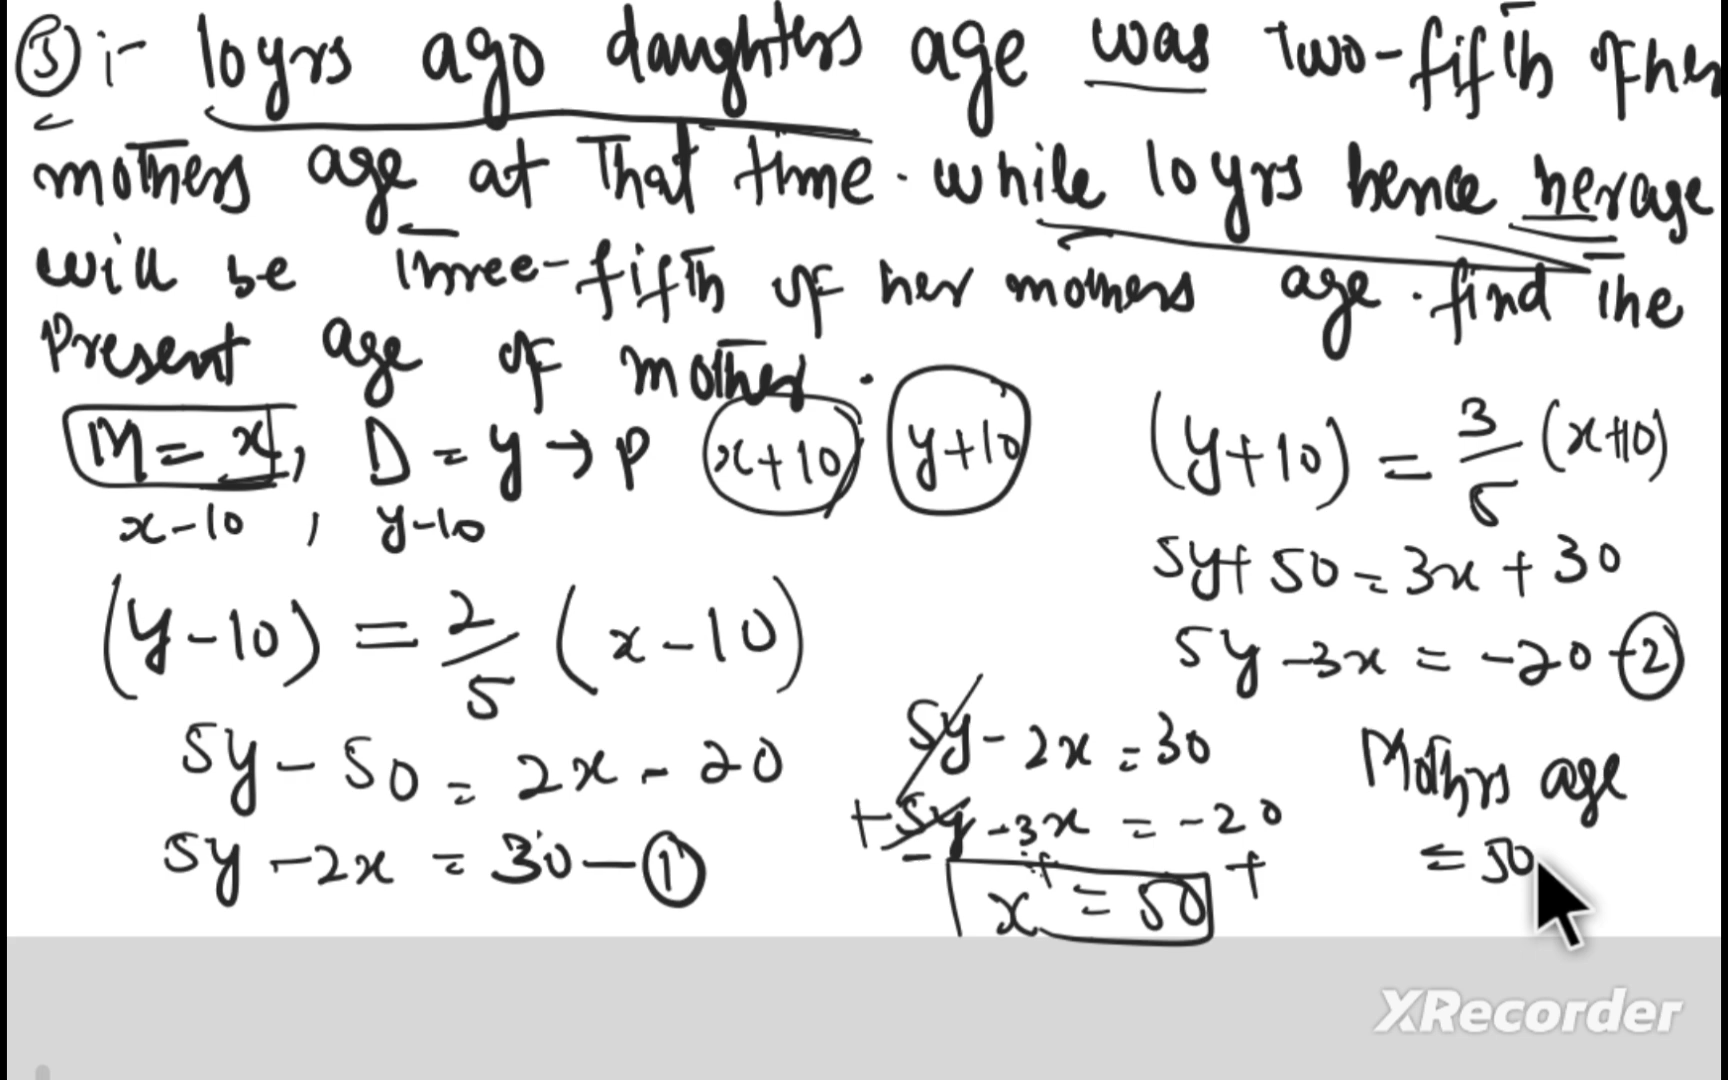 ③ :- 10yrs ago daughters age was Two-fifth of her
mothers age at That time. while 10yrs hence her age
will be Three-fifth of her mothers age. find The
Present age of mother.
M = x, D = y → P x+10 y+10
x-10 , y-10
(y-10) = 2/5 (x-10)
5y - 50 = 2x - 20
5y - 2x = 30 - ①
(y+10) = 3/5 (x+10)
5y + 50 = 3x + 30
5y - 3x = -20 - ②
5y - 2x = 30
+5y - 3x = -20
- + +
x = 50
Mothrs age
= 50
XRecorder